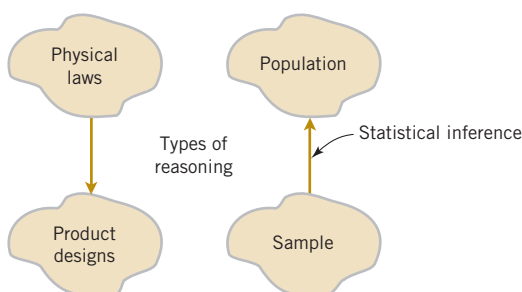 Physical
laws
Population
Types of
reasoning
Statistical inference
Product
designs
Sample